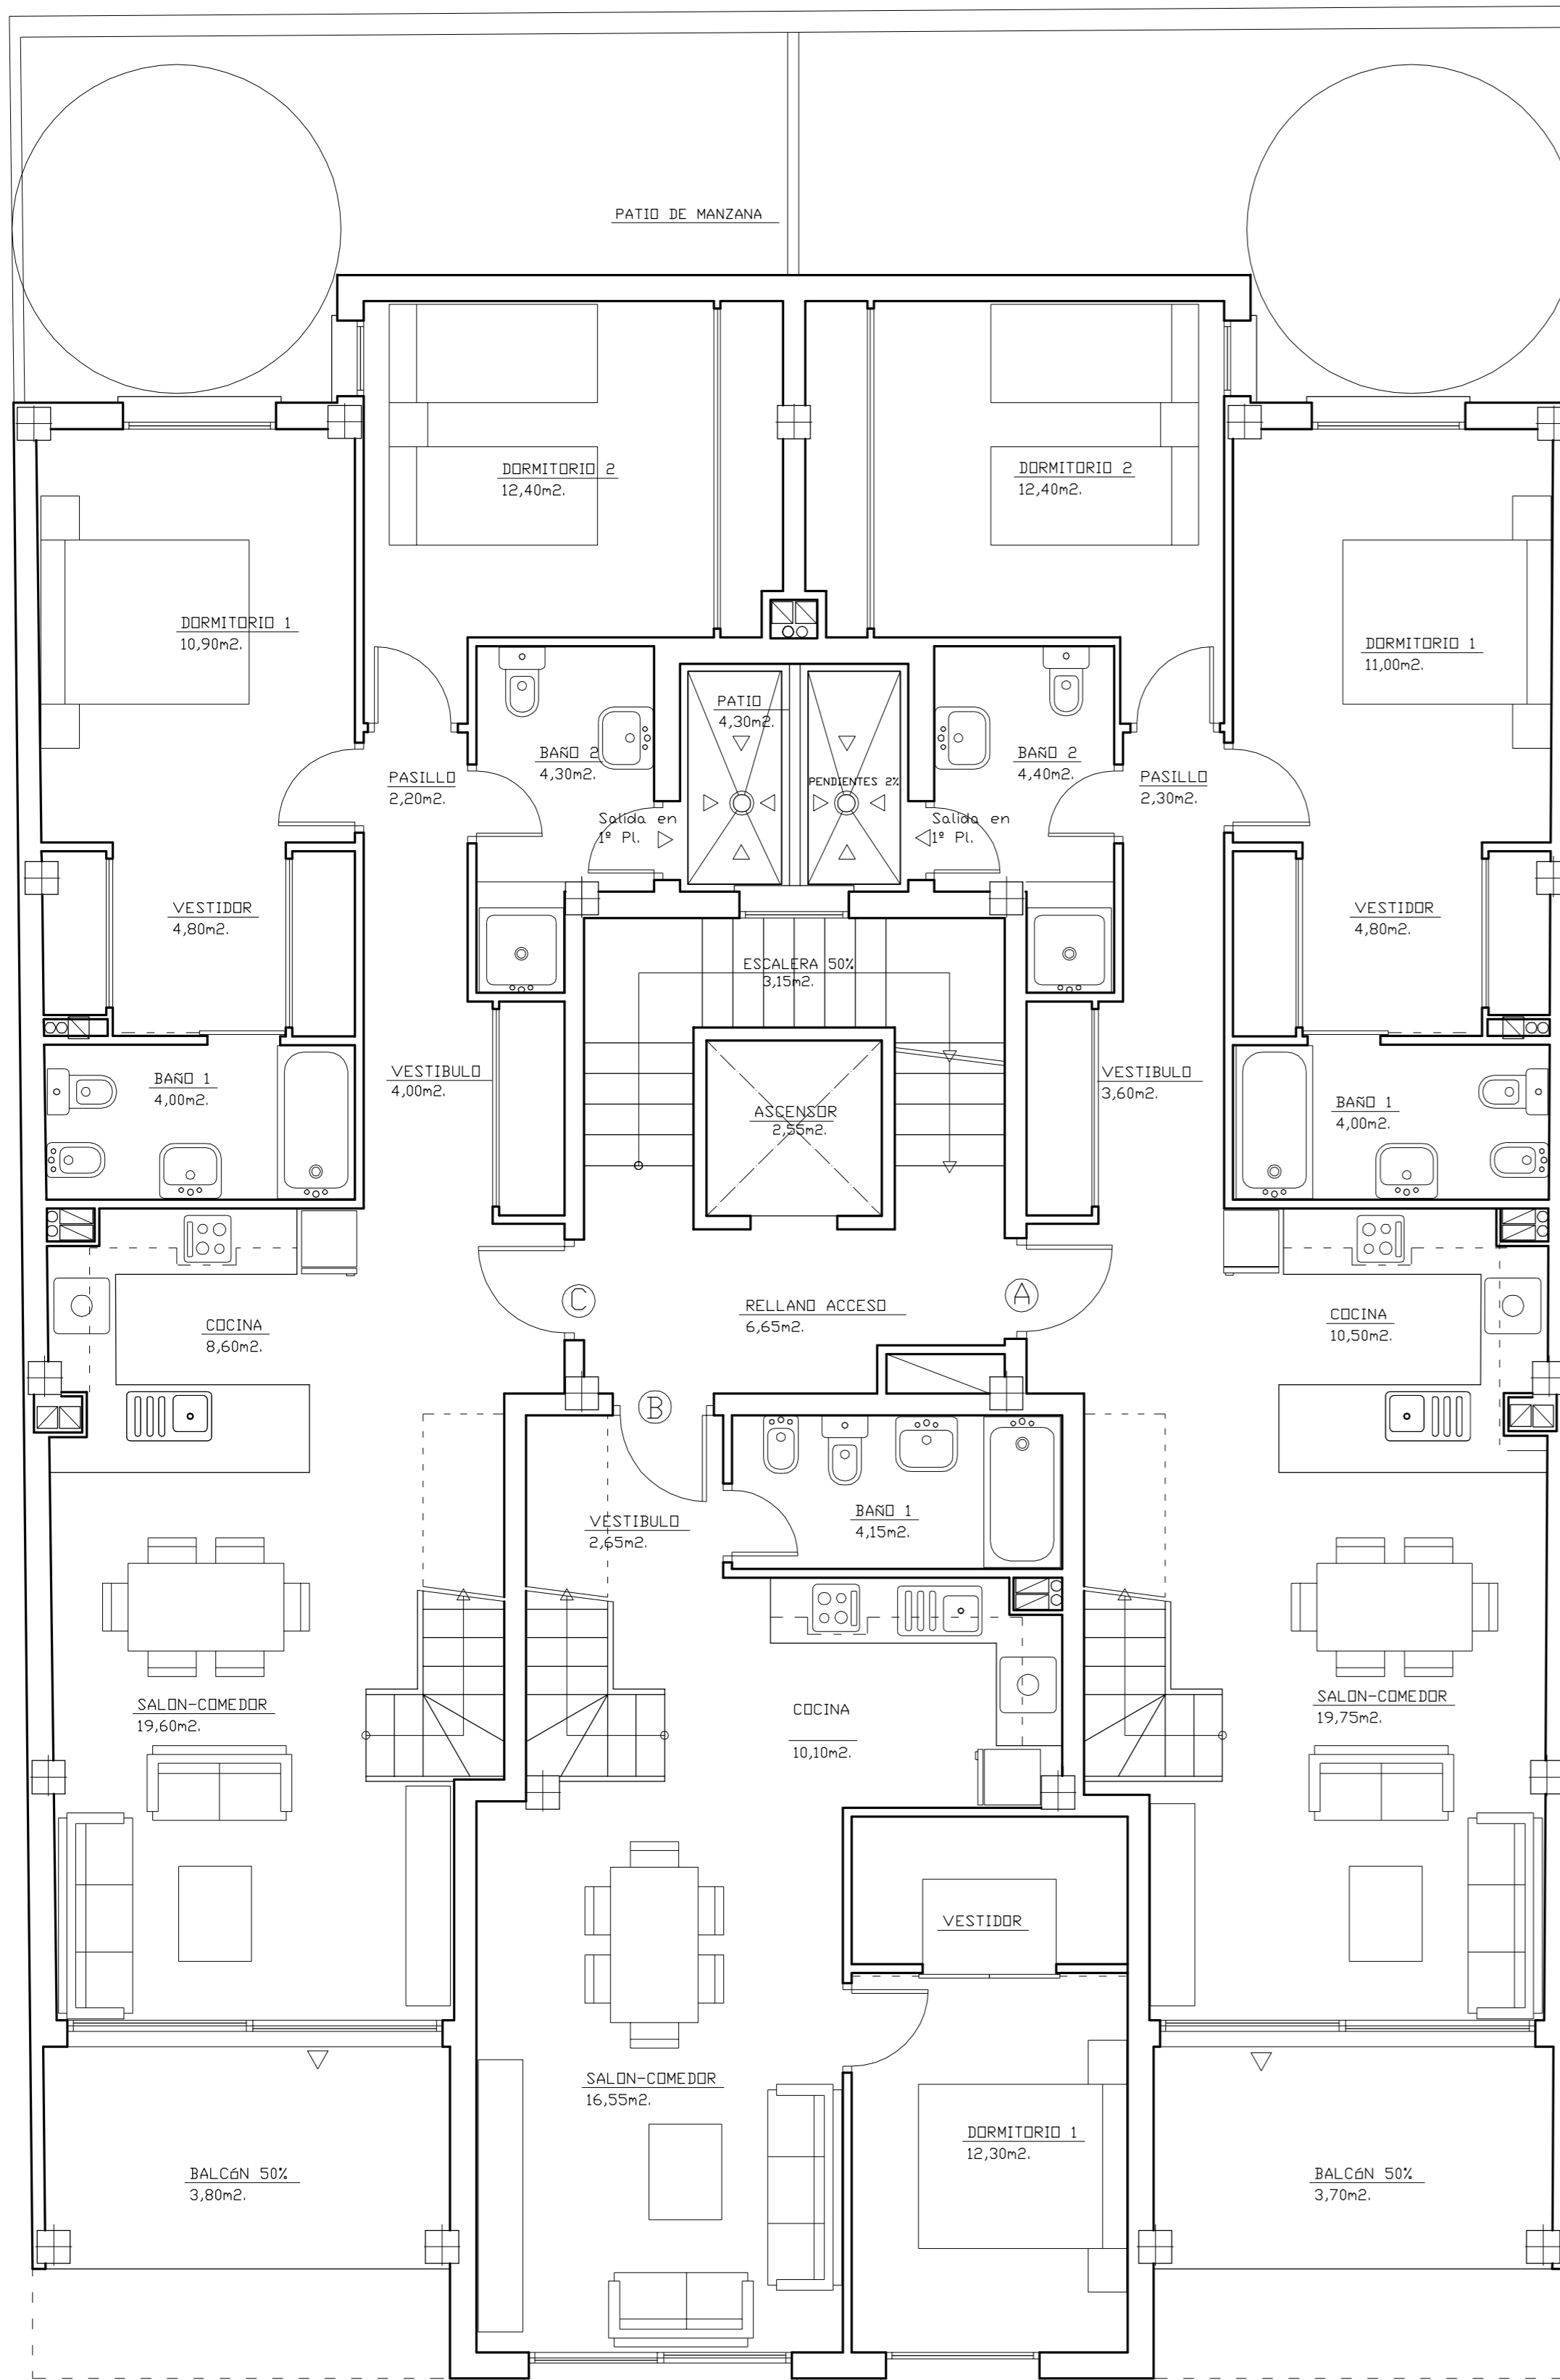 PATIO DE MANZANA
DORMITORIO 2
12,40m2.
DORMITORIO 2
12,40m2.
DORMITORIO 1
10,90m2.
DORMITORIO 1
11,00m2.
PATIO
4,30m2.
BAÑO 2
4,30m2.
BAÑO 2
4,40m2.
PASILLO
2,20m2.
PENDIENTES 2%
PASILLO
2,30m2.
Salida en
1ª Pl.
Salida en
1ª Pl.
VESTIDOR
4,80m2.
VESTIDOR
4,80m2.
ESCALERA 50%
3,15m2.
VESTIBULO
4,00m2.
VESTIBULO
3,60m2.
BAÑO 1
4,00m2.
ASCENSOR
2,55m2.
BAÑO 1
4,00m2.
C
A
RELLANO ACCESO
6,65m2.
COCINA
8,60m2.
COCINA
10,50m2.
B
VESTIBULO
2,65m2.
BAÑO 1
4,15m2.
SALON-COMEDOR
19,60m2.
COCINA
10,10m2.
SALON-COMEDOR
19,75m2.
VESTIDOR
SALON-COMEDOR
16,55m2.
DORMITORIO 1
12,30m2.
BALCóN 50%
3,80m2.
BALCóN 50%
3,70m2.